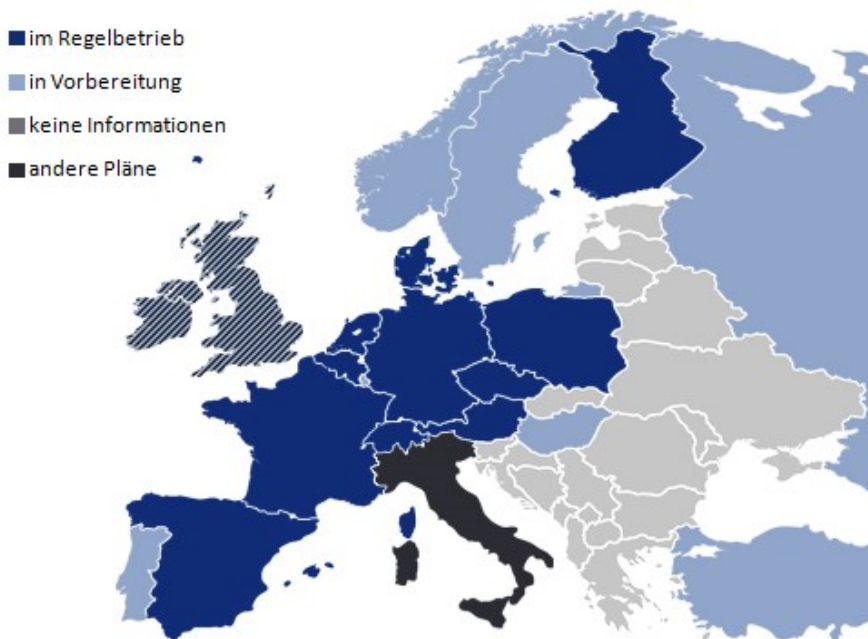 im Regelbetrieb
in Vorbereitung
keine Informationen
andere Pläne